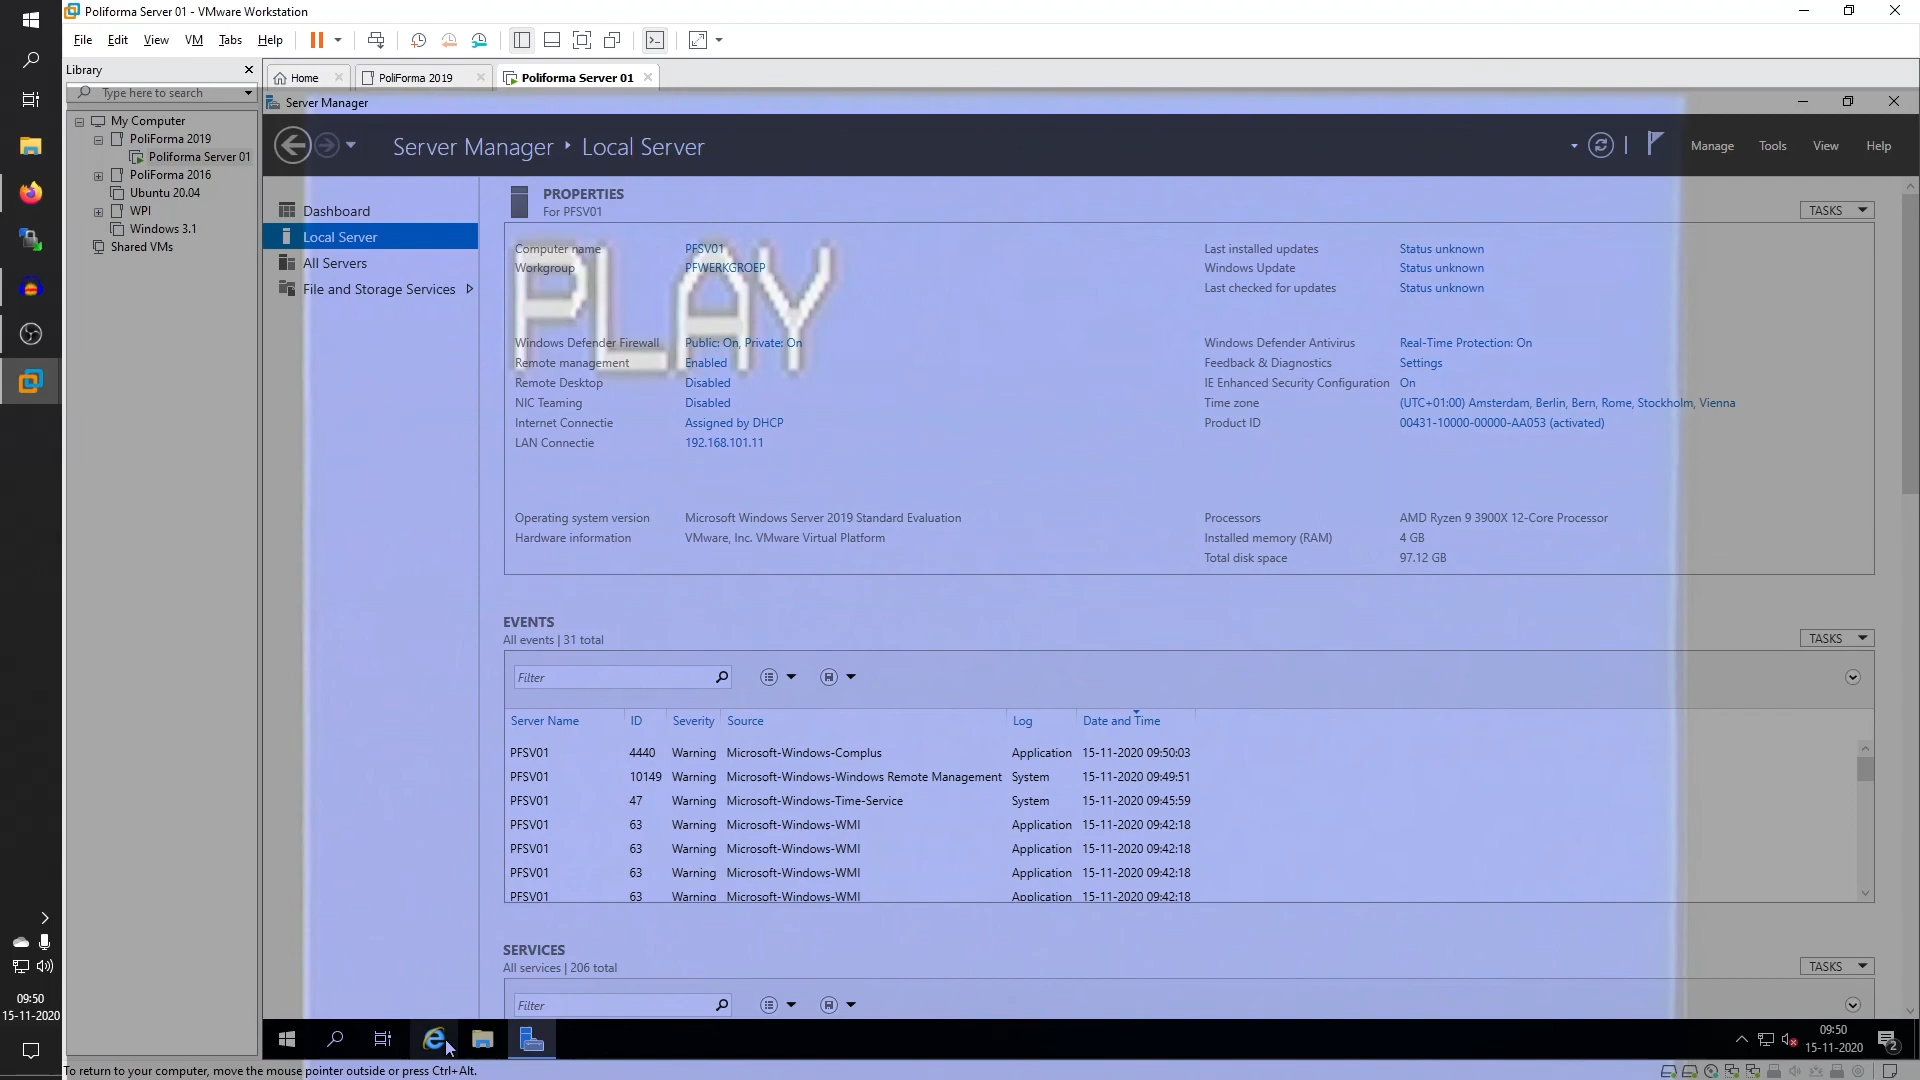 Poliforma Server 01 - VMware Workstation
File Edit View VM Tabs Help
Library
Home
PoliForma 2019
Poliforma Server 01
Type here to search
My Computer
PoliForma 2019
Poliforma Server 01
PoliForma 2016
Ubuntu 20.04
WPI
Windows 3.1
Shared VMs
Server Manager
Server Manager • Local Server
Manage Tools View Help
Dashboard
Local Server
All Servers
File and Storage Services
PROPERTIES
For PFSV01
TASKS
PLAY
Computer name PFSV01
Workgroup PFWERKGROEP
Last installed updates Status unknown
Windows Update Status unknown
Last checked for updates Status unknown
Windows Defender Firewall Public: On, Private: On
Remote management Enabled
Remote Desktop Disabled
NIC Teaming Disabled
Internet Connectie Assigned by DHCP
LAN Connectie 192.168.101.11
Windows Defender Antivirus Real-Time Protection: On
Feedback & Diagnostics Settings
IE Enhanced Security Configuration On
Time zone (UTC+01:00) Amsterdam, Berlin, Bern, Rome, Stockholm, Vienna
Product ID 00431-10000-00000-AA053 (activated)
Operating system version Microsoft Windows Server 2019 Standard Evaluation
Hardware information VMware, Inc. VMware Virtual Platform
Processors AMD Ryzen 9 3900X 12-Core Processor
Installed memory (RAM) 4 GB
Total disk space 97.12 GB
EVENTS
All events | 31 total
TASKS
Filter
Server Name ID Severity Source Log Date and Time
PFSV01 4440 Warning Microsoft-Windows-Complus Application 15-11-2020 09:50:03
PFSV01 10149 Warning Microsoft-Windows-Windows Remote Management System 15-11-2020 09:49:51
PFSV01 47 Warning Microsoft-Windows-Time-Service System 15-11-2020 09:45:59
PFSV01 63 Warning Microsoft-Windows-WMI Application 15-11-2020 09:42:18
PFSV01 63 Warning Microsoft-Windows-WMI Application 15-11-2020 09:42:18
PFSV01 63 Warning Microsoft-Windows-WMI Application 15-11-2020 09:42:18
PFSV01 63 Warning Microsoft-Windows-WMI Application 15-11-2020 09:42:18
SERVICES
All services | 206 total
TASKS
Filter
09:50
15-11-2020
09:50
15-11-2020
2
To return to your computer, move the mouse pointer outside or press Ctrl+Alt.